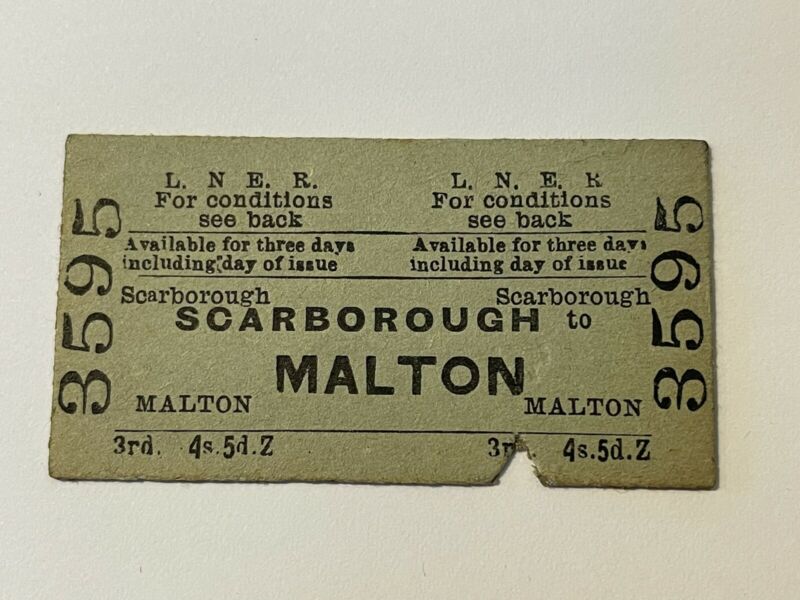 L. N. E. R.
For conditions
see back
L. N. E. R
For conditions
see back
Available for three days
including day of issue
Available for three days
including day of issue
Scarborough
Scarborough
SCARBOROUGH to
MALTON
MALTON
MALTON
3rd. 4s.5d.Z
4s.5d.Z
3595
3595